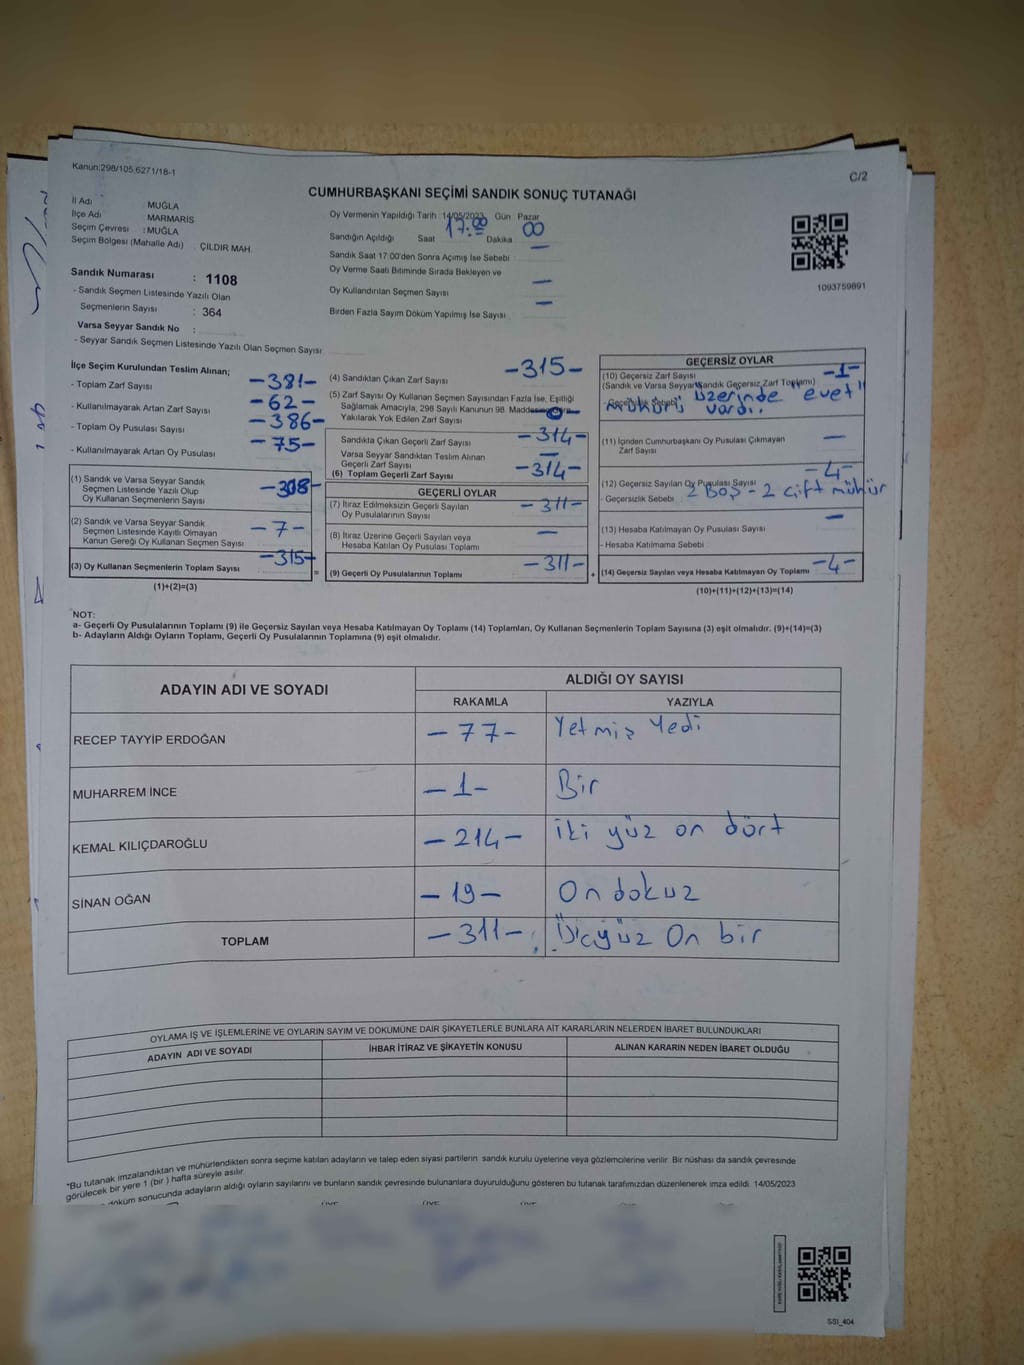 Kanun;298/105,6271/18-1
C/2
CUMHURBAŞKANI SEÇİMİ SANDIK SONUÇ TUTANAĞI
İl Adı : MUĞLA
İlçe Adı : MARMARİS
Seçim Çevresi : MUĞLA
Seçim Bölgesi (Mahalle Adı) ÇILDIR MAH.
Sandık Numarası : 1108
- Sandık Seçmen Listesinde Yazılı Olan
Seçmenlerin Sayısı : 364
Varsa Seyyar Sandık No :
- Seyyar Sandık Seçmen Listesinde Yazılı Olan Seçmen Sayısı
Oy Vermenin Yapıldığı Tarih : 14/05/2023 Gün : Pazar
Sandığın Açıldığı Saat 17:00 Dakika 00
Sandık Saat 17:00'den Sonra Açımış İse Sebebi : —
Oy Verme Saati Bitiminde Sırada Bekleyen ve
Oy Kullandırılan Seçmen Sayısı —
Birden Fazla Sayım Döküm Yapılmış İse Sayısı : —
1093759891
İlçe Seçim Kurulundan Teslim Alınan;
- Toplam Zarf Sayısı -381-
- Kullanılmayarak Artan Zarf Sayısı -62-
- Toplam Oy Pusulası Sayısı -386-
- Kullanılmayarak Artan Oy Pusulası -75-
(1) Sandık ve Varsa Seyyar Sandık
Seçmen Listesinde Yazılı Olup
Oy Kullanan Seçmenlerin Sayısı -308-
(2) Sandık ve Varsa Seyyar Sandık
Seçmen Listesinde Kayıtlı Olmayan
Kanun Gereği Oy Kullanan Seçmen Sayısı -7-
(3) Oy Kullanan Seçmenlerin Toplam Sayısı -315-
(1)+(2)=(3)
=
(4) Sandıktan Çıkan Zarf Sayısı -315-
(5) Zarf Sayısı Oy Kullanan Seçmen Sayısından Fazla İse, Eşitliği
Sağlamak Amacıyla, 298 Sayılı Kanunun 98. Maddesine Göre
Yakılarak Yok Edilen Zarf Sayısı -0-
Sandıkta Çıkan Geçerli Zarf Sayısı -314-
Varsa Seyyar Sandıktan Teslim Alınan
Geçerli Zarf Sayısı —
(6) Toplam Geçerli Zarf Sayısı -314-
GEÇERLİ OYLAR
(7) İtiraz Edilmeksizin Geçerli Sayılan
Oy Pusulalarının Sayısı -311-
(8) İtiraz Üzerine Geçerli Sayılan veya
Hesaba Katılan Oy Pusulası Toplamı —
(9) Geçerli Oy Pusulalarının Toplamı -311-
+
GEÇERSİZ OYLAR
(10) Geçersiz Zarf Sayısı -1-
(Sandık ve Varsa Seyyar Sandık Geçersiz Zarf Toplamı)
- Geçersizlik Sebebi üzerinde "evet"
mühürü vardı..
(11) İçinden Cumhurbaşkanı Oy Pusulası Çıkmayan
Zarf Sayısı —
(12) Geçersiz Sayılan Oy Pusulası Sayısı -4-
- Geçersizlik Sebebi : 2 Boş - 2 çift mühür
(13) Hesaba Katılmayan Oy Pusulası Sayısı —
- Hesaba Katılmama Sebebi
(14) Geçersiz Sayılan veya Hesaba Katılmayan Oy Toplamı -4-
(10)+(11)+(12)+(13)=(14)
NOT:
a- Geçerli Oy Pusulalarının Toplamı (9) ile Geçersiz Sayılan veya Hesaba Katılmayan Oy Toplamı (14) Toplamları, Oy Kullanan Seçmenlerin Toplam Sayısına (3) eşit olmalıdır. (9)+(14)=(3)
b- Adayların Aldığı Oyların Toplamı, Geçerli Oy Pusulalarının Toplamına (9) eşit olmalıdır.
ADAYIN ADI VE SOYADI
ALDIĞI OY SAYISI
RAKAMLA YAZIYLA
RECEP TAYYİP ERDOĞAN -77- Yetmiş Yedi
MUHARREM İNCE -1- Bir
KEMAL KILIÇDAROĞLU -214- iki yüz on dört
SİNAN OĞAN -19- On dokuz
TOPLAM -311- Üçyüz On bir
OYLAMA İŞ VE İŞLEMLERİNE VE OYLARIN SAYIM VE DÖKÜMÜNE DAİR ŞİKAYETLERLE BUNLARA AİT KARARLARIN NELERDEN İBARET BULUNDUKLARI
ADAYIN ADI VE SOYADI İHBAR İTİRAZ VE ŞİKAYETİN KONUSU ALINAN KARARIN NEDEN İBARET OLDUĞU
*Bu tutanak imzalandıktan ve mühürlendikten sonra seçime katılan adayların ve talep eden siyasi partilerin sandık kurulu üyelerine veya gözlemcilerine verilir. Bir nüshası da sandık çevresinde
görülecek bir yere 1 (bir) hafta süreyle asılır.
döküm sonucunda adayların aldığı oyların sayılarını ve bunların sandık çevresinde bulunanlara duyurulduğunu gösteren bu tutanak tarafımızdan düzenlenerek imza edildi. 14/05/2023
SSI_404